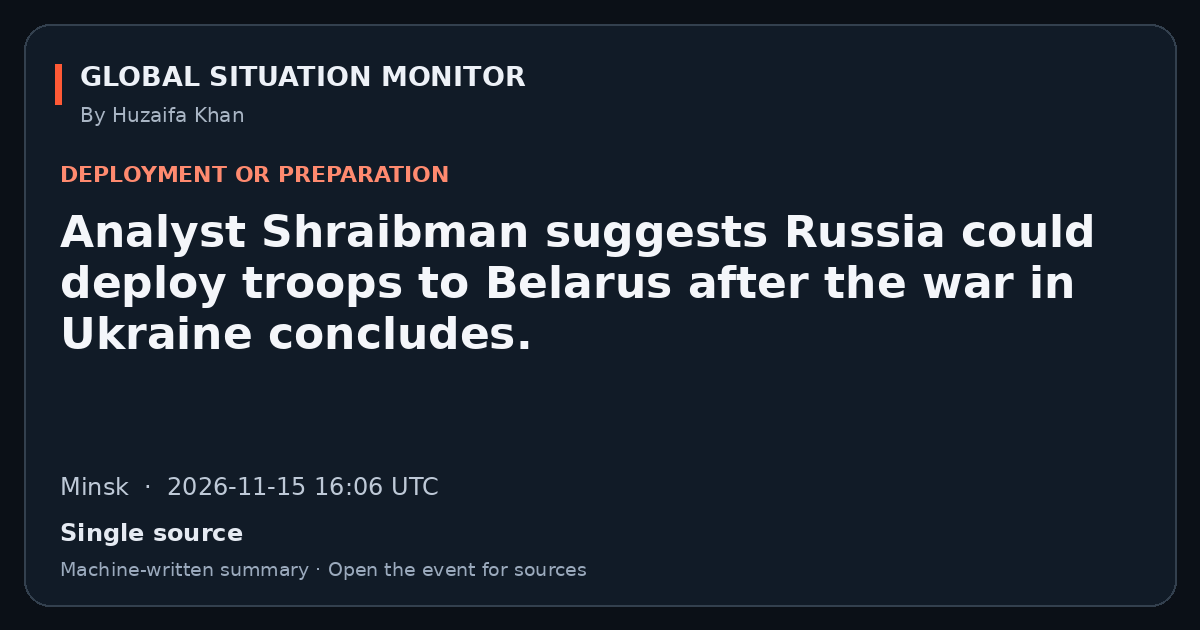 GLOBAL SITUATION MONITOR
By Huzaifa Khan
DEPLOYMENT OR PREPARATION
Analyst Shraibman suggests Russia could
deploy troops to Belarus after the war in
Ukraine concludes.
Minsk · 2026-11-15 16:06 UTC
Single source
Machine-written summary · Open the event for sources